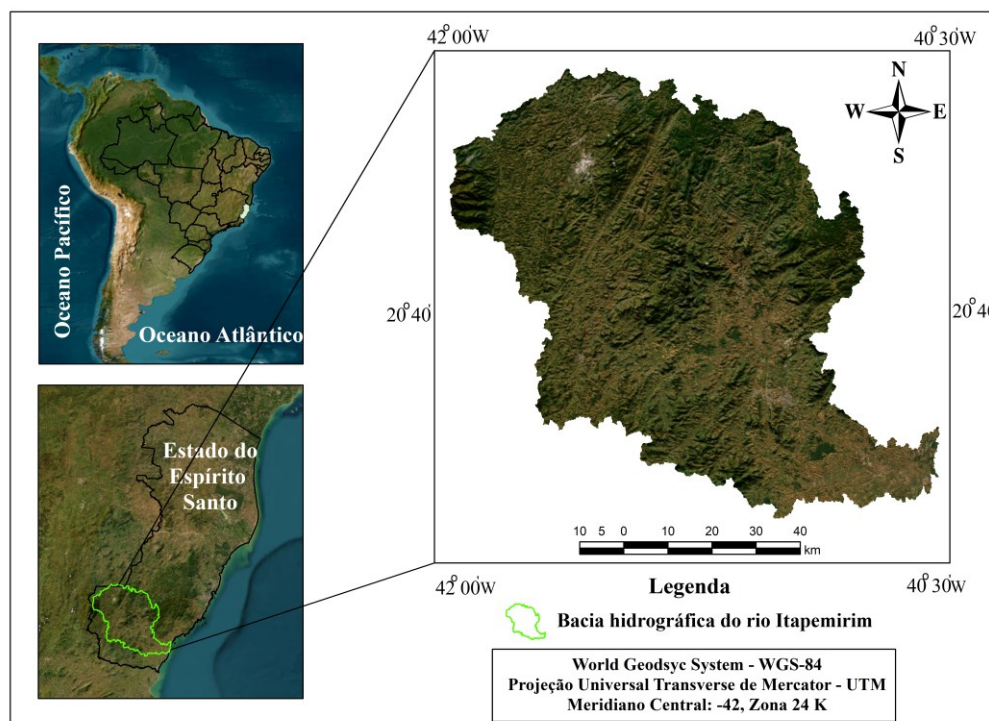 Oceano Pacífico
Oceano Atlântico
Estado do
Espírito
Santo
42°00'W
40°30'W
N
W
E
S
20°40'
20°40'
10 5 0 10 20 30 40
km
42°00'W
40°30'W
Legenda
Bacia hidrográfica do rio Itapemirim
World Geodsyc System - WGS-84
Projeção Universal Transverse de Mercator - UTM
Meridiano Central: -42, Zona 24 K